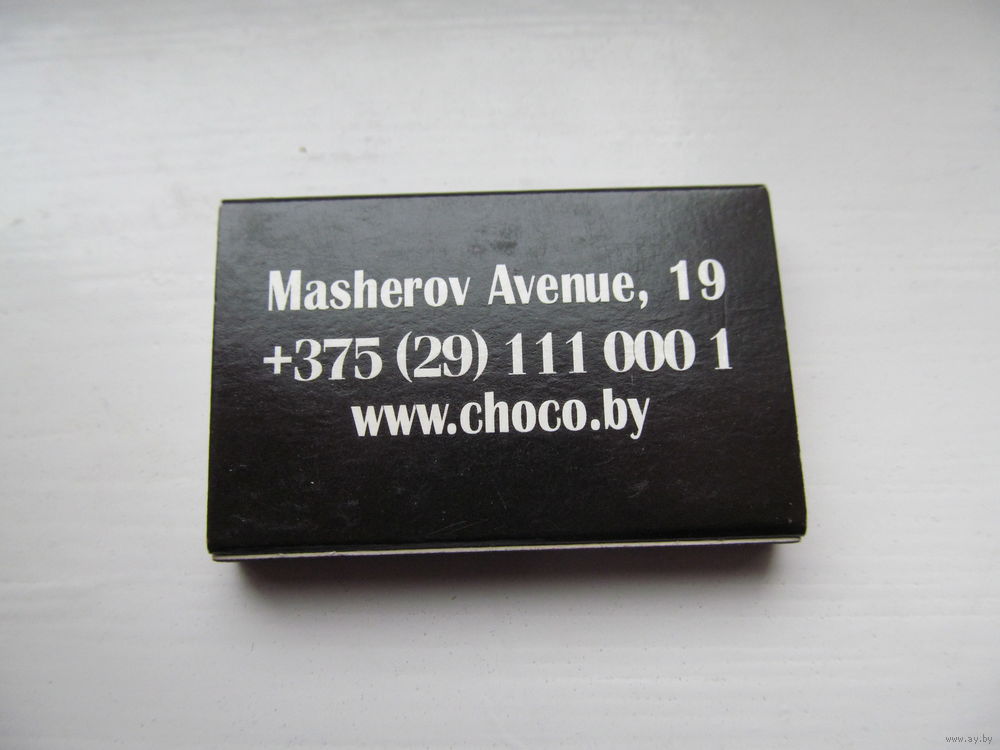 Masherov Avenue, 19
+375 (29) 111 000 1
www.choco.by
www.ay.by